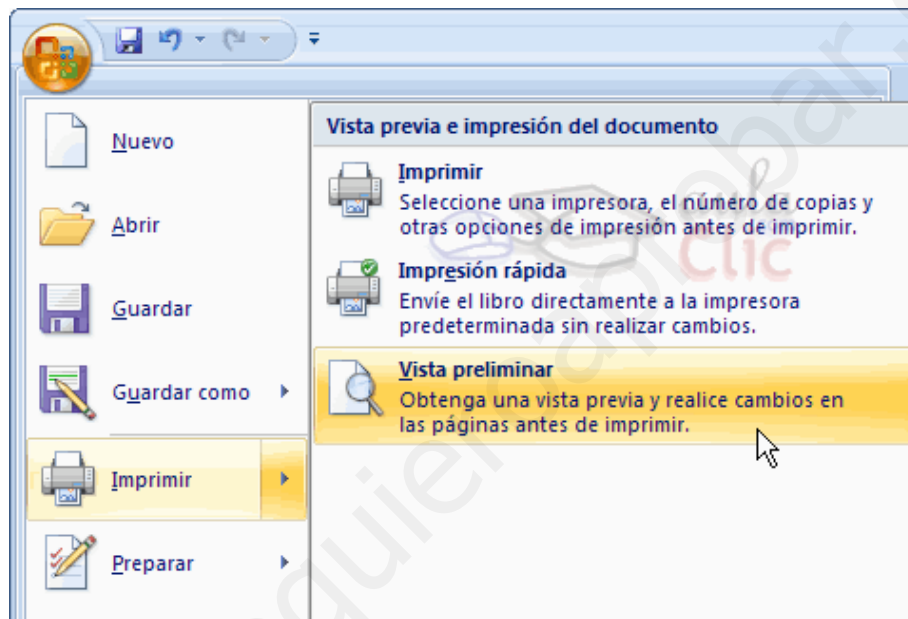 Nuevo
Abrir
Guardar
Guardar como
Imprimir
Preparar
Vista previa e impresión del documento
Imprimir
Seleccione una impresora, el número de copias y
otras opciones de impresión antes de imprimir.
Impresión rápida
Envíe el libro directamente a la impresora
predeterminada sin realizar cambios.
Vista preliminar
Obtenga una vista previa y realice cambios en
las páginas antes de imprimir.
aula
Clic